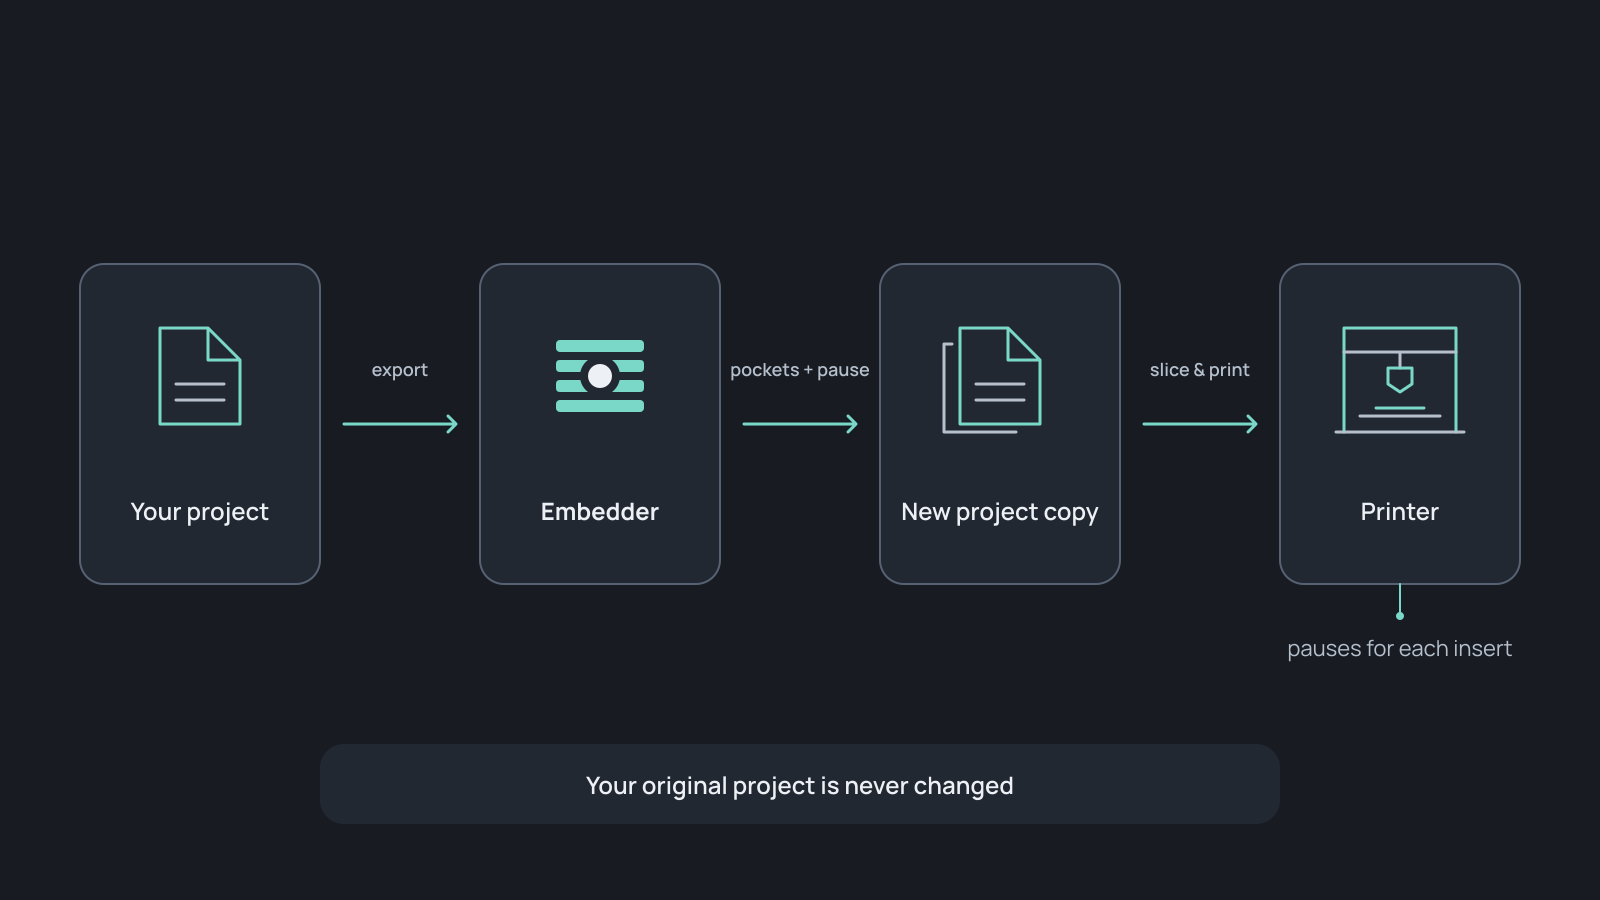 export
pockets + pause
slice & print
Your project
Embedder
New project copy
Printer
pauses for each insert
Your original project is never changed